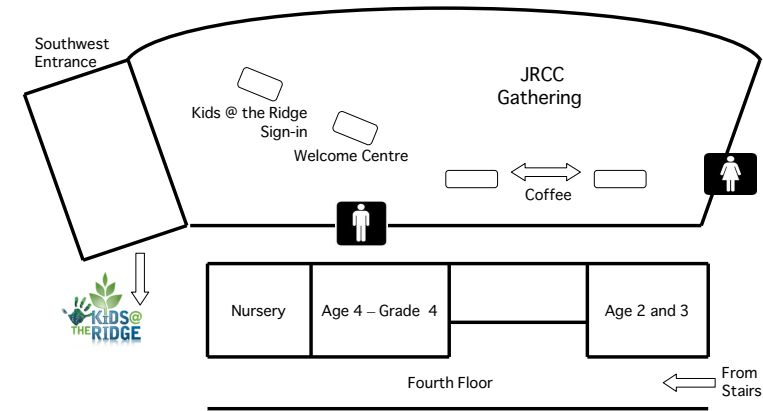 Southwest
Entrance
JRCC
Gathering
Kids @ the Ridge
Sign-in
Welcome Centre
Coffee
KiDS@
THE RIDGE
Nursery
Age 4 – Grade 4
Age 2 and 3
Fourth Floor
From
Stairs